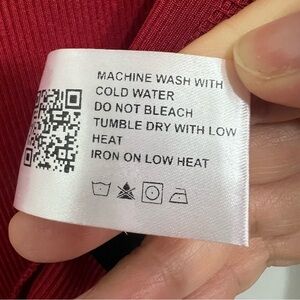 MACHINE WASH WITH
COLD WATER
DO NOT BLEACH
TUMBLE DRY WITH LOW
HEAT
IRON ON LOW HEAT